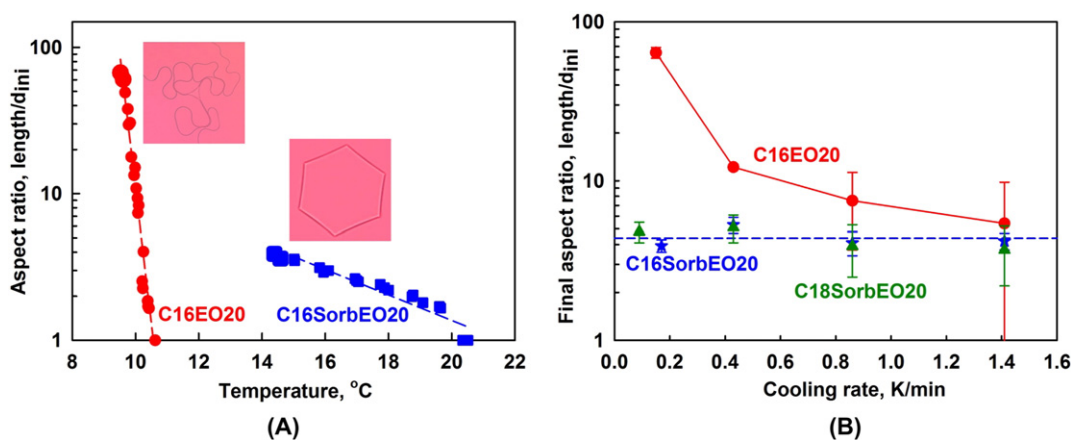 (A)
Aspect ratio, length/dini
100
10
1
C16EO20
C16SorbEO20
8 10 12 14 16 18 20 22
Temperature, °C
(A)
(B)
Final aspect ratio, length/dini
100
10
1
C16EO20
C16SorbEO20
C18SorbEO20
0.0 0.2 0.4 0.6 0.8 1.0 1.2 1.4 1.6
Cooling rate, K/min
(B)